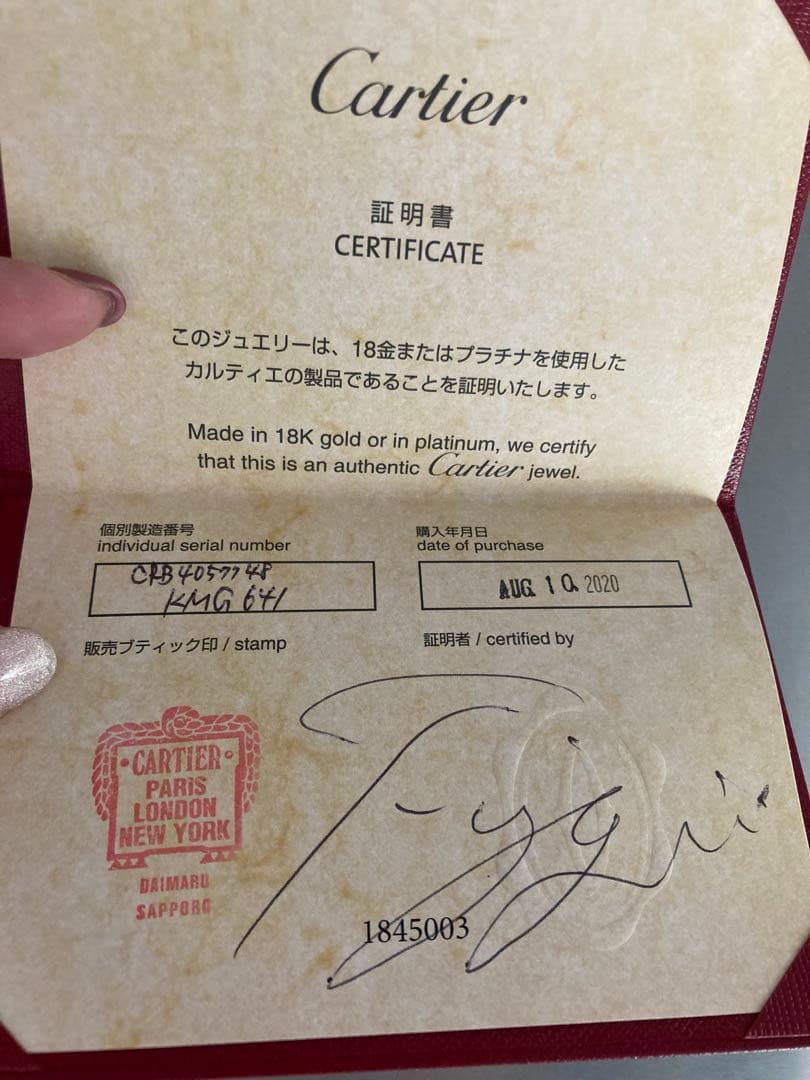 Cartier
証明書
CERTIFICATE
このジュエリーは、18金またはプラチナを使用した
カルティエの製品であることを証明いたします。
Made in 18K gold or in platinum, we certify
that this is an authentic Cartier jewel.
個別製造番号
individual serial number
CRB4057748
KMG641
購入年月日
date of purchase
AUG. 10. 2020
販売ブティック印 / stamp
証明者 / certified by
CARTIER
PARIS
LONDON
NEW YORK
DAIMARU
SAPPORO
1845003